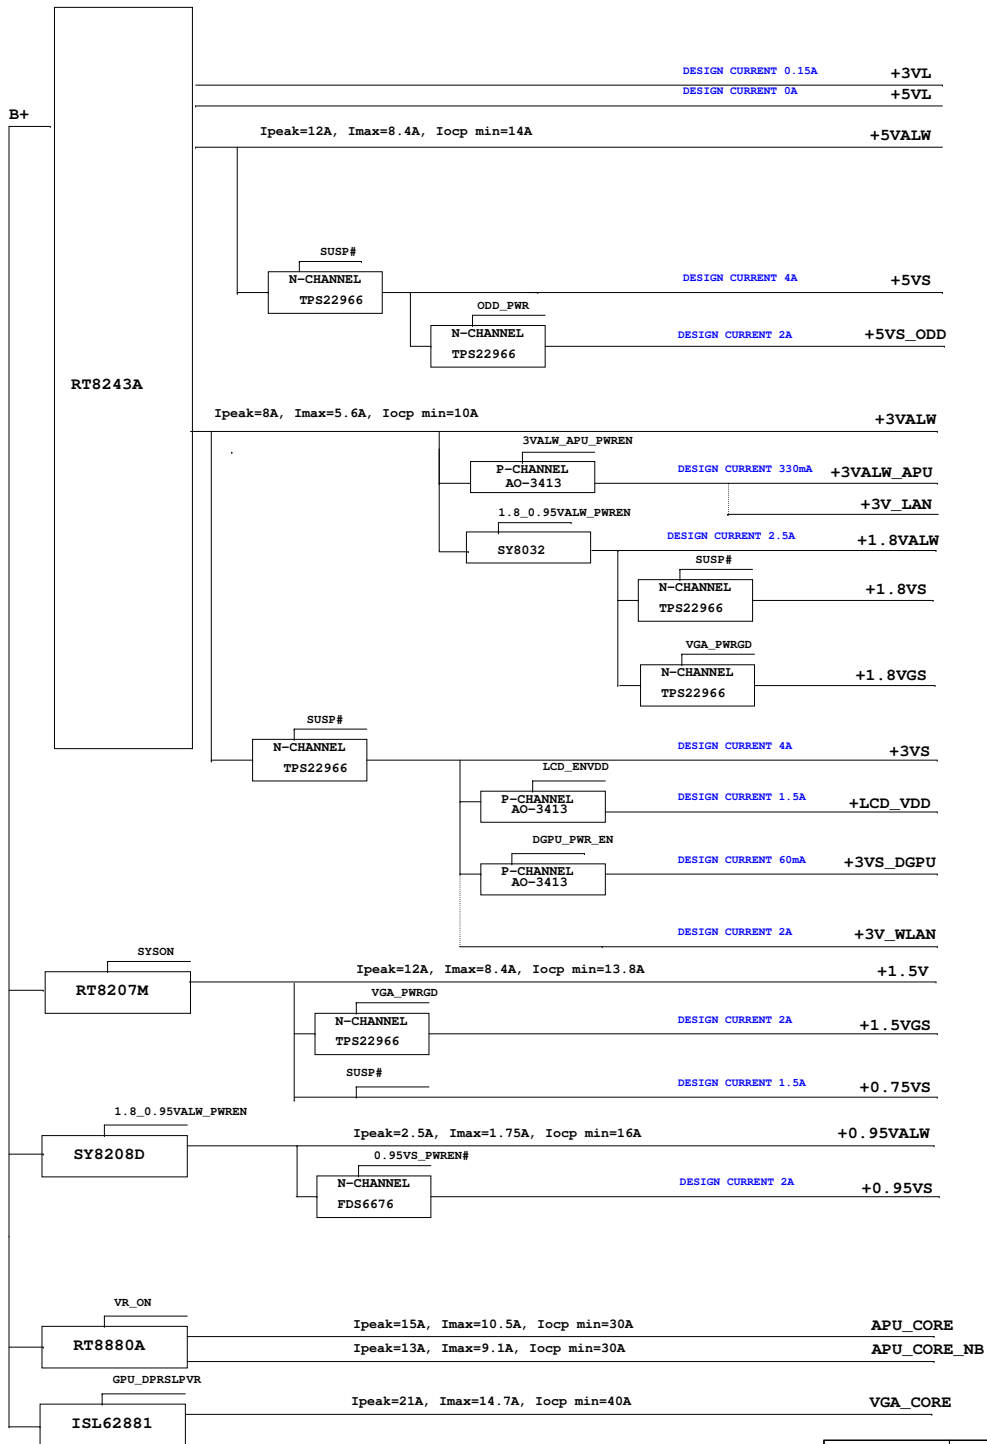 DESIGN CURRENT 0.15A +3VL
DESIGN CURRENT 0A +5VL
B+
Ipeak=12A, Imax=8.4A, Iocp min=14A +5VALW
SUSP#
N-CHANNEL
TPS22966
DESIGN CURRENT 4A +5VS
ODD_PWR
N-CHANNEL
TPS22966
DESIGN CURRENT 2A +5VS_ODD
RT8243A
Ipeak=8A, Imax=5.6A, Iocp min=10A +3VALW
3VALW_APU_PWREN
P-CHANNEL
AO-3413
DESIGN CURRENT 330mA +3VALW_APU
+3V_LAN
1.8_0.95VALW_PWREN
SY8032
DESIGN CURRENT 2.5A +1.8VALW
SUSP#
N-CHANNEL
TPS22966
+1.8VS
VGA_PWRGD
N-CHANNEL
TPS22966
+1.8VGS
SUSP#
N-CHANNEL
TPS22966
DESIGN CURRENT 4A +3VS
LCD_ENVDD
P-CHANNEL
AO-3413
DESIGN CURRENT 1.5A +LCD_VDD
DGPU_PWR_EN
P-CHANNEL
AO-3413
DESIGN CURRENT 60mA +3VS_DGPU
DESIGN CURRENT 2A +3V_WLAN
SYSON
RT8207M
Ipeak=12A, Imax=8.4A, Iocp min=13.8A +1.5V
VGA_PWRGD
N-CHANNEL
TPS22966
DESIGN CURRENT 2A +1.5VGS
SUSP#
DESIGN CURRENT 1.5A +0.75VS
1.8_0.95VALW_PWREN
SY8208D
Ipeak=2.5A, Imax=1.75A, Iocp min=16A +0.95VALW
0.95VS_PWREN#
N-CHANNEL
FDS6676
DESIGN CURRENT 2A +0.95VS
VR_ON
RT8880A
Ipeak=15A, Imax=10.5A, Iocp min=30A APU_CORE
Ipeak=13A, Imax=9.1A, Iocp min=30A APU_CORE_NB
GPU_DPRSLPVR
ISL62881
Ipeak=21A, Imax=14.7A, Iocp min=40A VGA_CORE